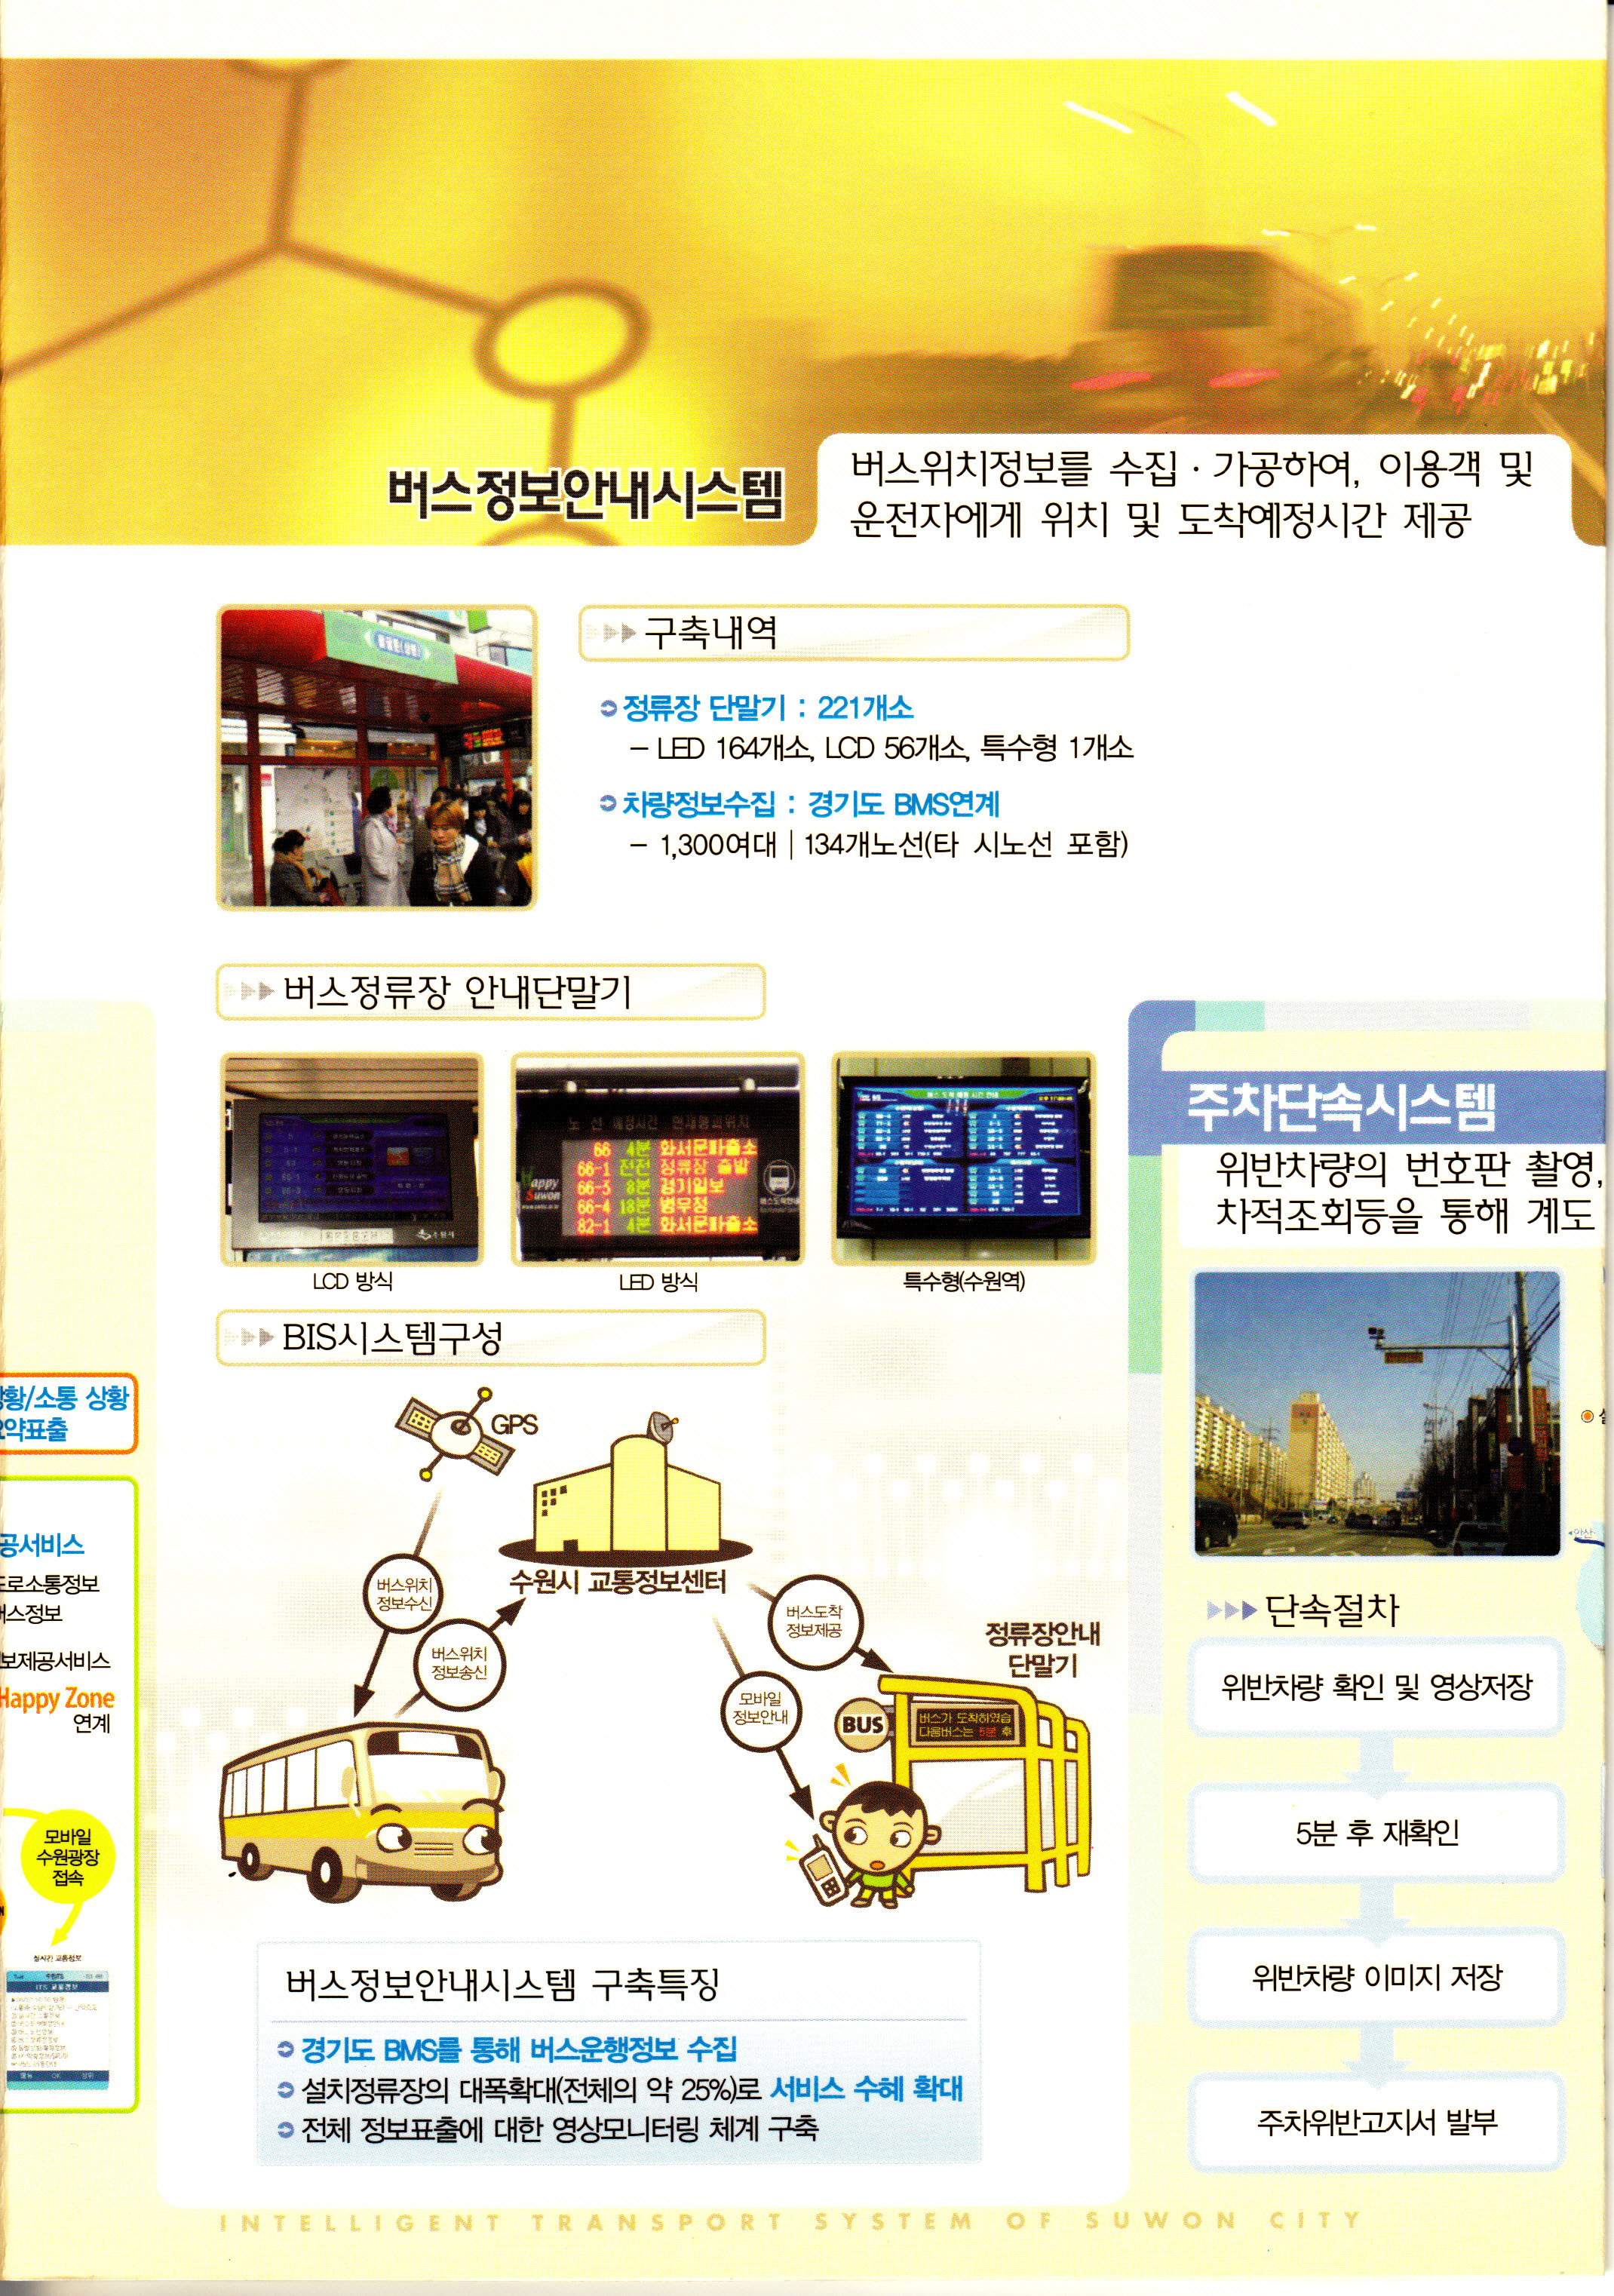 버스정보안내시스템
버스위치정보를 수집 · 가공하여, 이용객 및
운전자에게 위치 및 도착예정시간 제공
구축내역
정류장 단말기 : 221개소
– LED 164개소, LCD 56개소, 특수형 1개소
차량정보수집 : 경기도 BMS연계
– 1,300여대 | 134개노선(타 시노선 포함)
버스정류장 안내단말기
노 선 예정시간 현재통과위치
66 4분 화서문파출소
66-1 전전 정류장 출발
66-3 8분 경기일보
66-4 18분 병무청
82-1 4분 화서문파출소
Happy
Suwon
LCD 방식
LED 방식
특수형(수원역)
BIS시스템구성
GPS
수원시 교통정보센터
버스위치
정보수신
버스위치
정보송신
버스도착
정보제공
모바일
정보안내
정류장안내
단말기
BUS
버스가 도착하였습
다음버스는 5분 후
버스정보안내시스템 구축특징
경기도 BMS를 통해 버스운행정보 수집
설치정류장의 대폭확대(전체의 약 25%)로 서비스 수혜 확대
전체 정보표출에 대한 영상모니터링 체계 구축
황/소통 상황
약표출
공서비스
도로소통정보
버스정보
보제공서비스
Happy Zone
연계
모바일
수원광장
접속
실시간 교통정보
주차단속시스템
위반차량의 번호판 촬영,
차적조회등을 통해 계도
단속절차
위반차량 확인 및 영상저장
5분 후 재확인
위반차량 이미지 저장
주차위반고지서 발부
INTELLIGENT TRANSPORT SYSTEM OF SUWON CITY